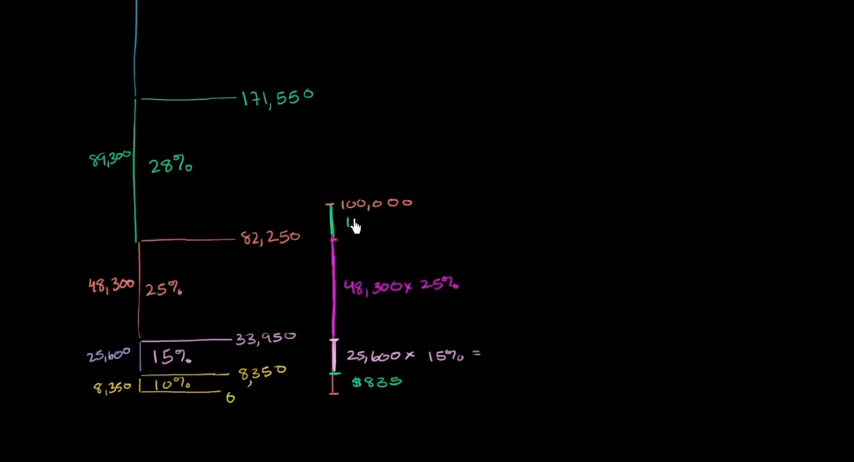 171,550
89,300 28%
100,000
1
82,250
48,300 25% 48,300 x 25%
33,950
25,600 15% 25,600 x 15% =
8,350
8,350 10% $835
0